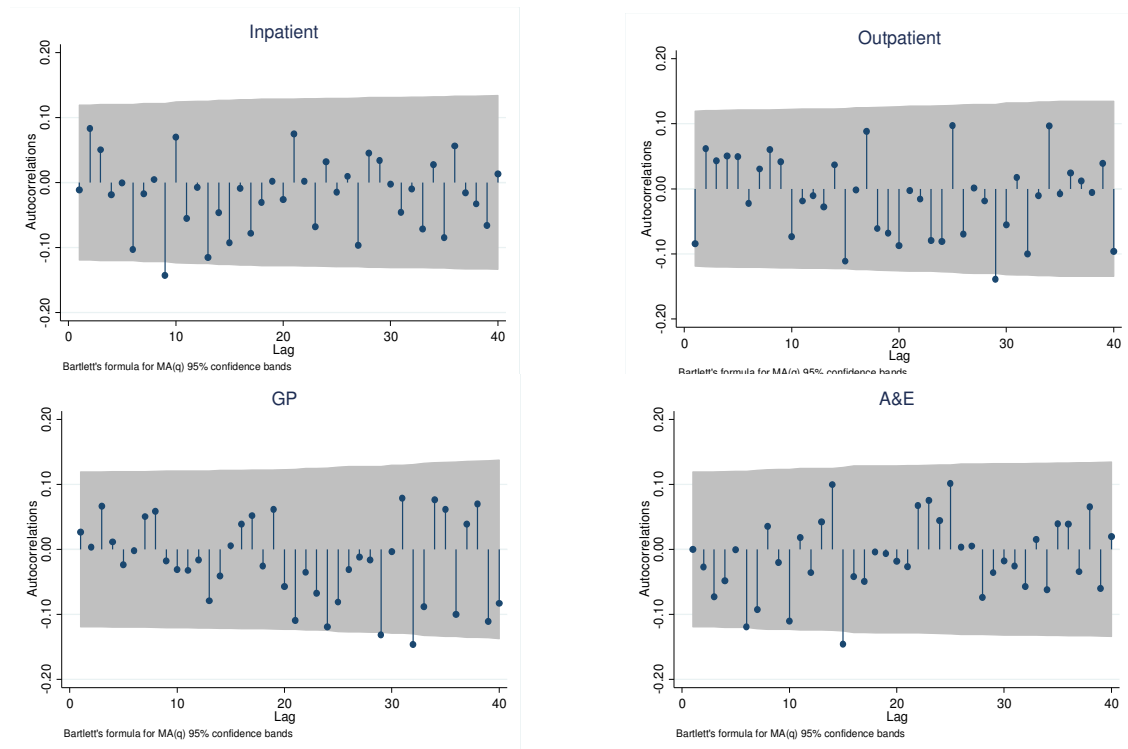 Inpatient
Autocorrelations
0.20
0.10
0.00
-0.10
-0.20
0 10 20 30 40
Lag
Bartlett's formula for MA(q) 95% confidence bands
Outpatient
Autocorrelations
0.20
0.10
0.00
-0.10
-0.20
0 10 20 30 40
Lag
Bartlett's formula for MA(q) 95% confidence bands
GP
Autocorrelations
0.20
0.10
0.00
-0.10
-0.20
0 10 20 30 40
Lag
Bartlett's formula for MA(q) 95% confidence bands
A&E
Autocorrelations
0.20
0.10
0.00
-0.10
-0.20
0 10 20 30 40
Lag
Bartlett's formula for MA(q) 95% confidence bands